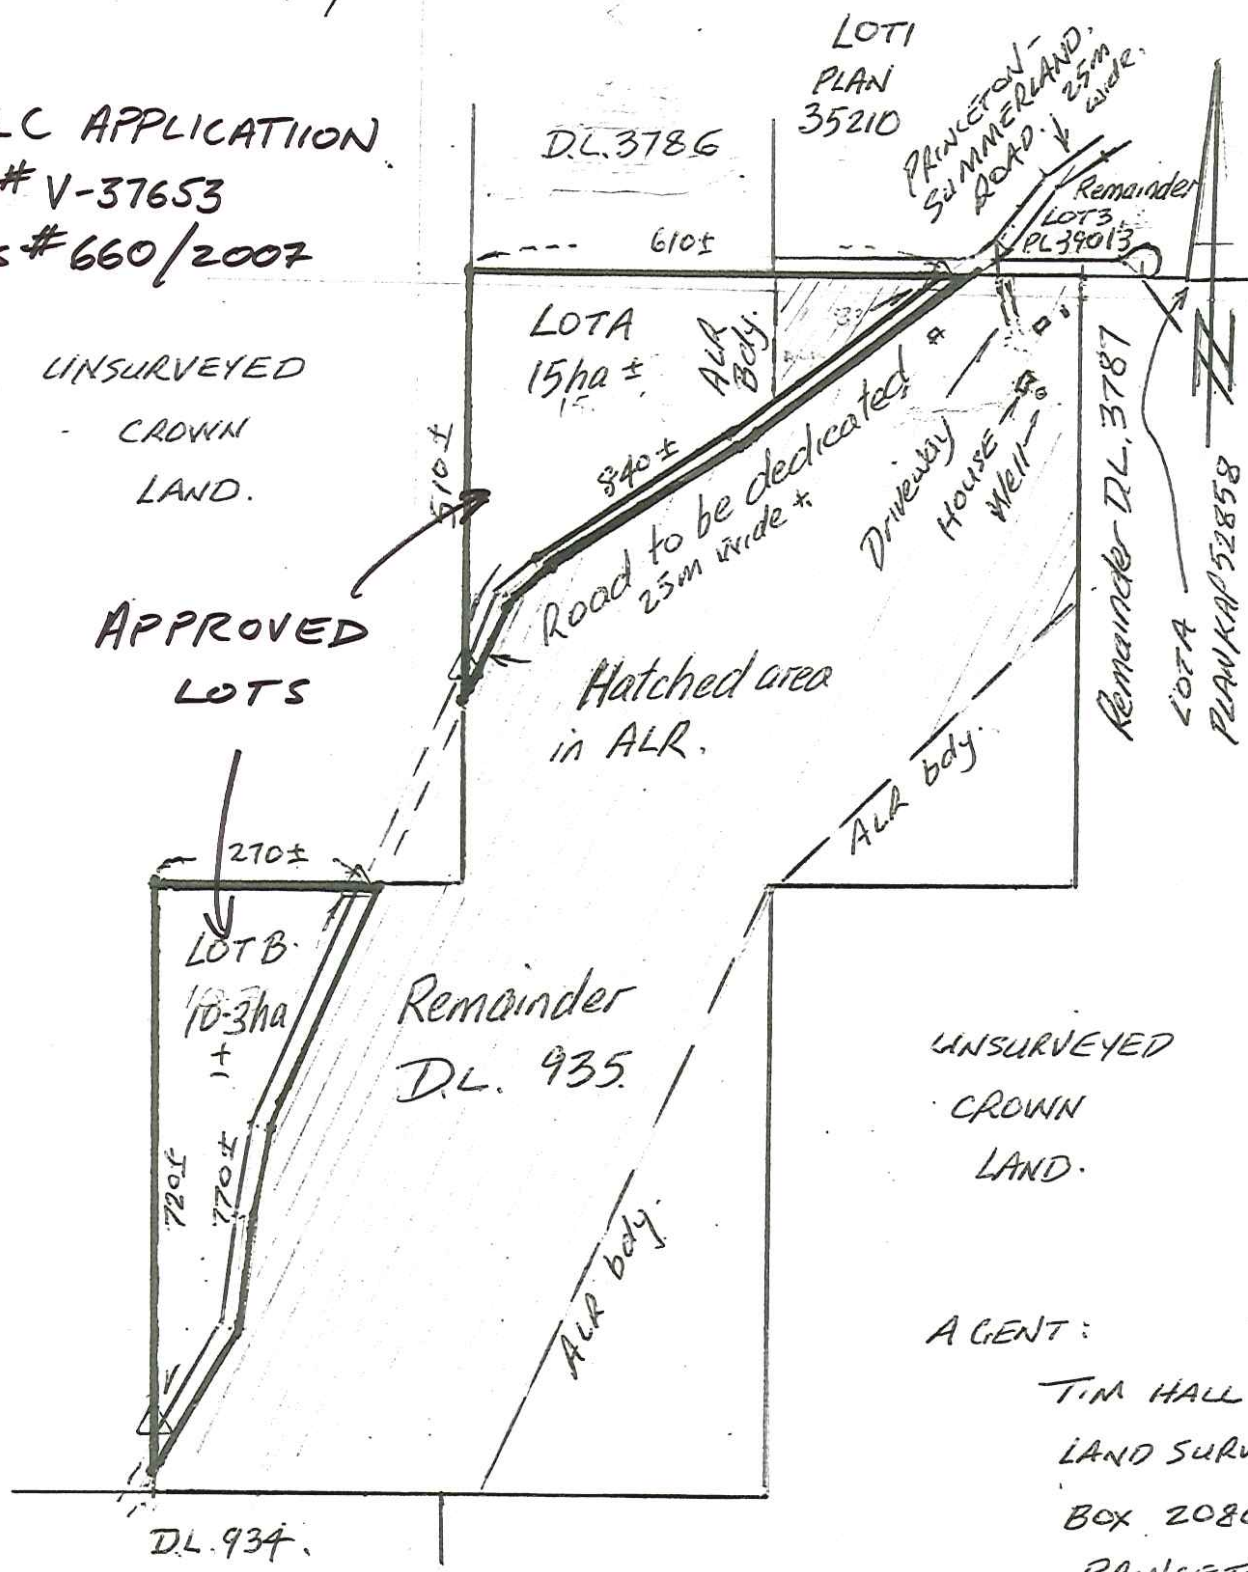 LC APPLICATIION
# V-37653
s # 660/2007
LOT 1
PLAN
35210
D.L. 3786
PRINCETON-
SUMMERLAND
ROAD.
25m
wide.
Remainder
LOT 3
PL 39013
610±
LOT A
15ha ±
ALR
Bdy.
UNSURVEYED
CROWN
LAND.
510±
840±
Road to be dedicated
25m wide ±
Driveway
HOUSE
Well
Remainder D.L. 3787
LOT A
PLAN KAP52858
APPROVED
LOTS
Hatched area
in ALR.
ALR bdy.
270±
LOT B
10.3ha
±
Remainder
D.L. 935
720±
770±
ALR bdy.
UNSURVEYED
CROWN
LAND.
AGENT:
TIM HALL
LAND SURV
BOX 208
D.L. 934.